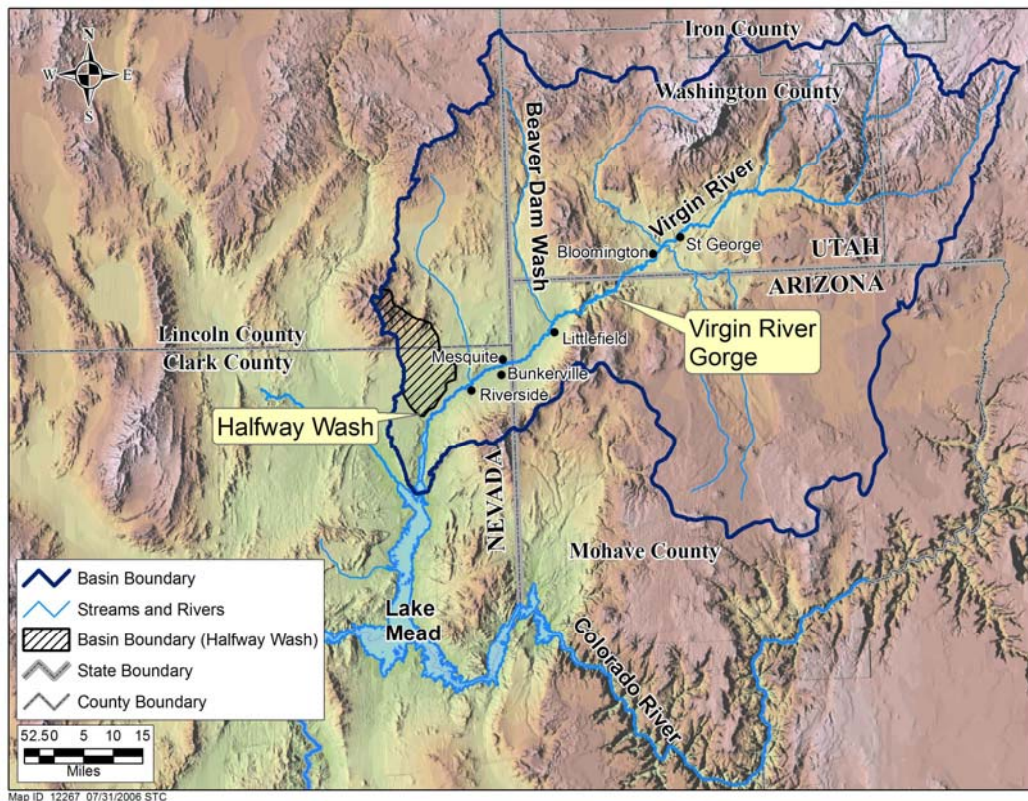 N
W E
S
Iron County
Washington County
Beaver Dam Wash
Virgin River
St George
Bloomington
UTAH
ARIZONA
Virgin River
Gorge
Littlefield
Lincoln County
Clark County
Mesquite
Bunkerville
Riverside
Halfway Wash
NEVADA
Mohave County
Lake
Mead
Colorado River
Basin Boundary
Streams and Rivers
Basin Boundary (Halfway Wash)
State Boundary
County Boundary
52.50 5 10 15
Miles
Map ID 12267 07/31/2006 STC